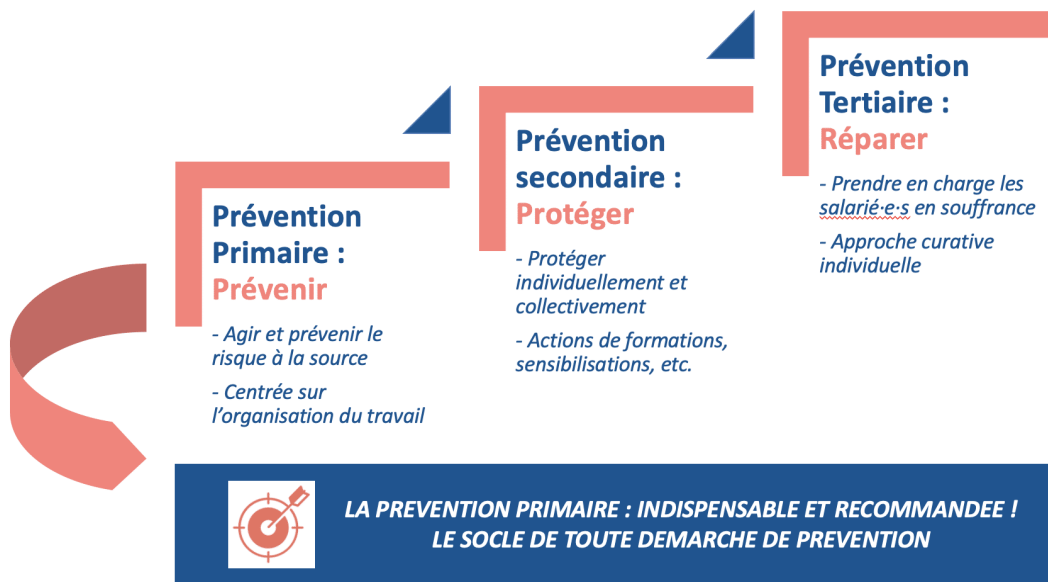 Prévention
Primaire :
Prévenir
- Agir et prévenir le
risque à la source
- Centrée sur
l'organisation du travail
Prévention
secondaire :
Protéger
- Protéger
individuellement et
collectivement
- Actions de formations,
sensibilisations, etc.
Prévention
Tertiaire :
Réparer
- Prendre en charge les
salarié·e·s en souffrance
- Approche curative
individuelle
LA PREVENTION PRIMAIRE : INDISPENSABLE ET RECOMMANDEE !
LE SOCLE DE TOUTE DEMARCHE DE PREVENTION